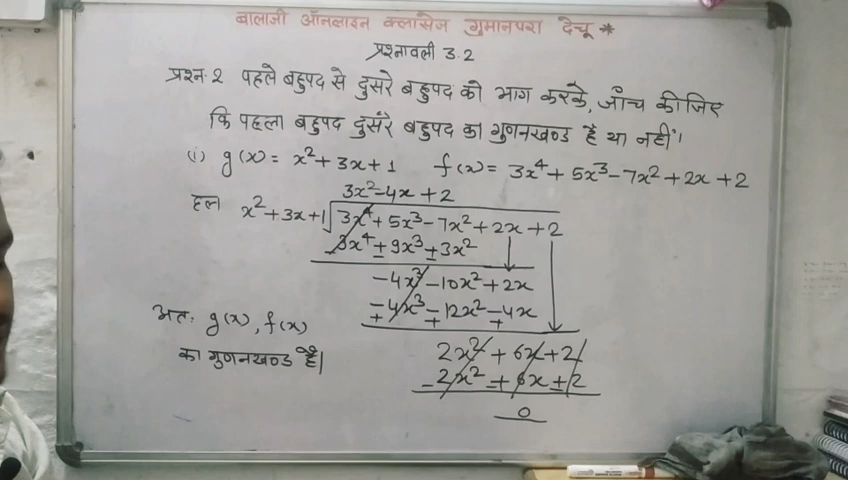 बालाजी ऑनलाइन क्लासेज गुमानपरा देचू *
प्रश्नावली 3.2
प्रश्न.2 पहले बहुपद से दुसरे बहुपद को भाग करके, जाँच कीजिए
कि पहला बहुपद दुसरे बहुपद का गुणनखण्ड है या नहीं।
(i) g(x) = x²+3x+1 f(x) = 3x⁴+5x³-7x²+2x+2
3x²-4x+2
हल x²+3x+1 3x⁴+5x³-7x²+2x+2
-3x⁴±9x³±3x²
-4x³-10x²+2x
-4x³-12x²-4x
+ + +
अतः g(x), f(x)
का गुणनखण्ड है।
2x²+6x+2
-2x²±6x±2
0